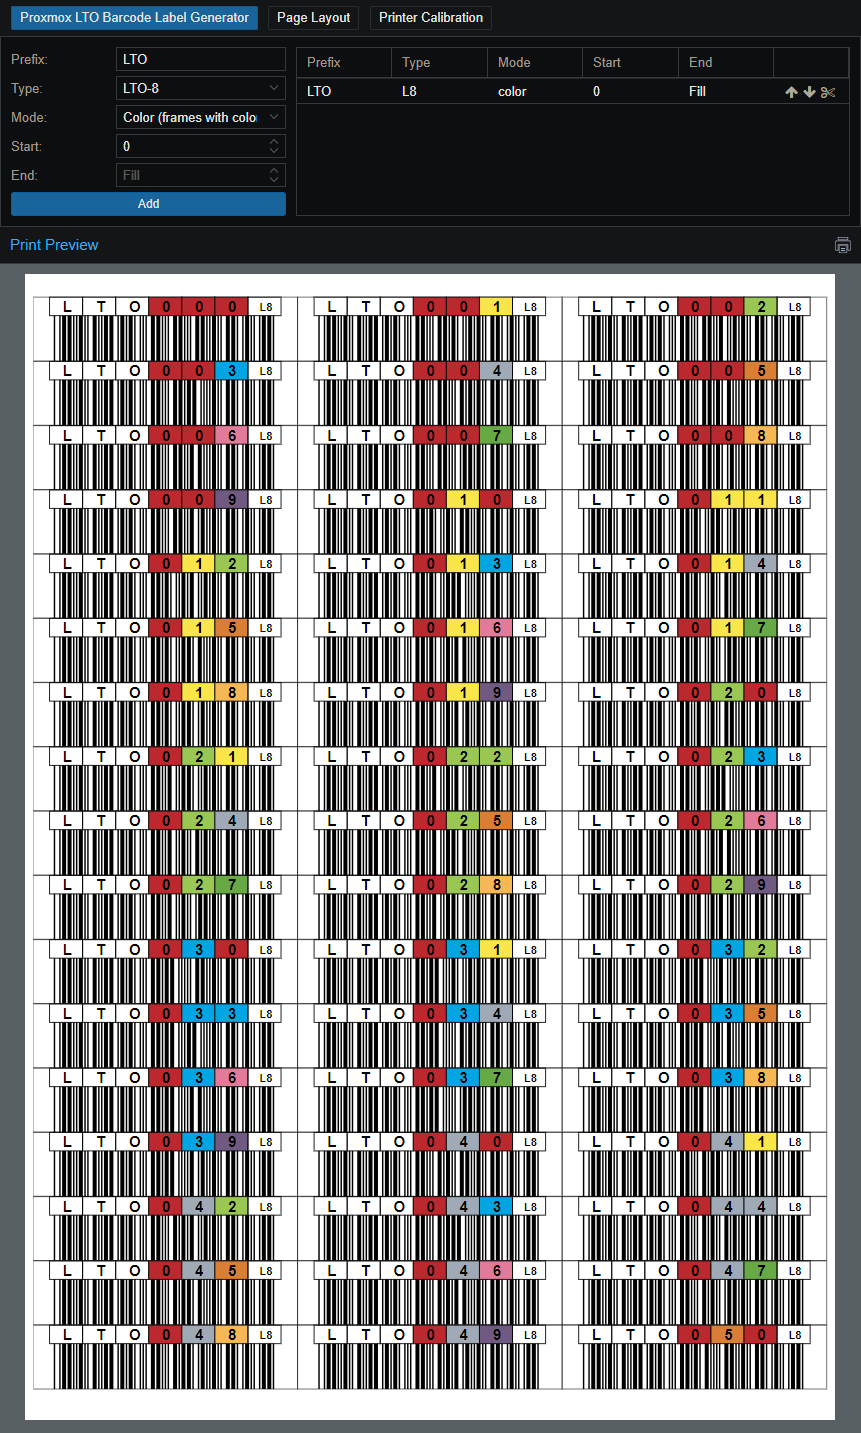 Proxmox LTO Barcode Label Generator Page Layout Printer Calibration
Prefix: LTO
Type: LTO-8
Mode: Color (frames with colo
Start: 0
End: Fill
Add
Prefix Type Mode Start End
LTO L8 color 0 Fill
Print Preview
L T O 0 0 0 L8 L T O 0 0 1 L8 L T O 0 0 2 L8
L T O 0 0 3 L8 L T O 0 0 4 L8 L T O 0 0 5 L8
L T O 0 0 6 L8 L T O 0 0 7 L8 L T O 0 0 8 L8
L T O 0 0 9 L8 L T O 0 1 0 L8 L T O 0 1 1 L8
L T O 0 1 2 L8 L T O 0 1 3 L8 L T O 0 1 4 L8
L T O 0 1 5 L8 L T O 0 1 6 L8 L T O 0 1 7 L8
L T O 0 1 8 L8 L T O 0 1 9 L8 L T O 0 2 0 L8
L T O 0 2 1 L8 L T O 0 2 2 L8 L T O 0 2 3 L8
L T O 0 2 4 L8 L T O 0 2 5 L8 L T O 0 2 6 L8
L T O 0 2 7 L8 L T O 0 2 8 L8 L T O 0 2 9 L8
L T O 0 3 0 L8 L T O 0 3 1 L8 L T O 0 3 2 L8
L T O 0 3 3 L8 L T O 0 3 4 L8 L T O 0 3 5 L8
L T O 0 3 6 L8 L T O 0 3 7 L8 L T O 0 3 8 L8
L T O 0 3 9 L8 L T O 0 4 0 L8 L T O 0 4 1 L8
L T O 0 4 2 L8 L T O 0 4 3 L8 L T O 0 4 4 L8
L T O 0 4 5 L8 L T O 0 4 6 L8 L T O 0 4 7 L8
L T O 0 4 8 L8 L T O 0 4 9 L8 L T O 0 5 0 L8